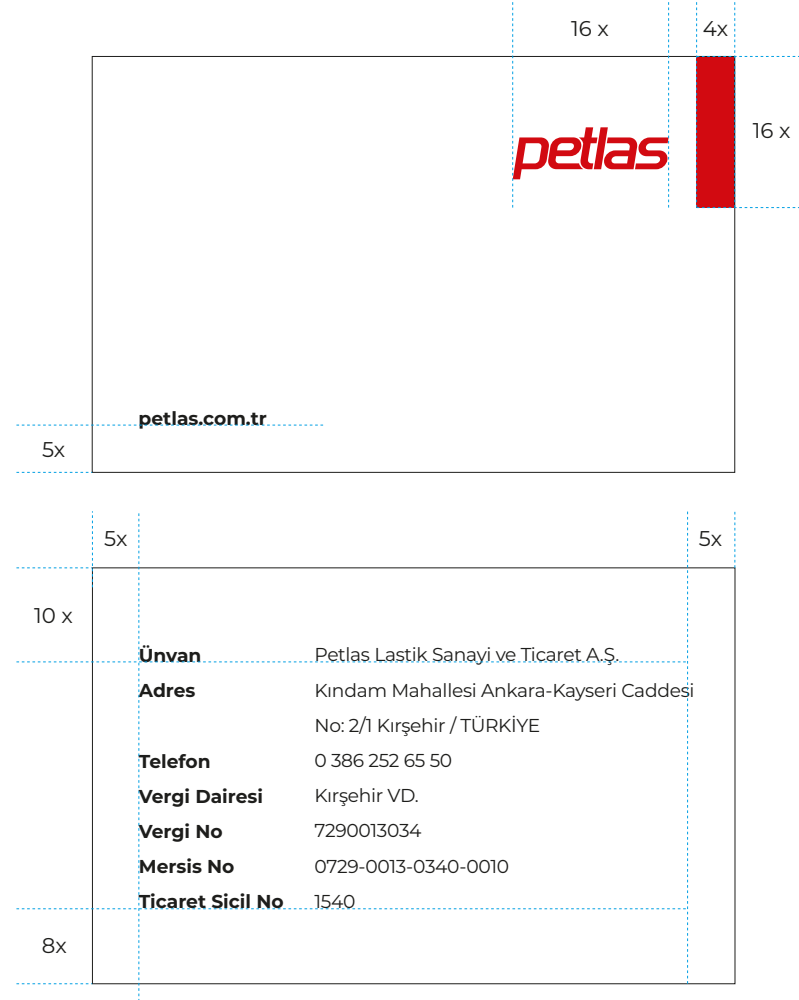 16 x
4x
petlas
16 x
petlas.com.tr
5x
5x
5x
10 x
Ünvan Petlas Lastik Sanayi ve Ticaret A.Ş.
Adres Kındam Mahallesi Ankara-Kayseri Caddesi
No: 2/1 Kırşehir / TÜRKİYE
Telefon 0 386 252 65 50
Vergi Dairesi Kırşehir VD.
Vergi No 7290013034
Mersis No 0729-0013-0340-0010
Ticaret Sicil No 1540
8x